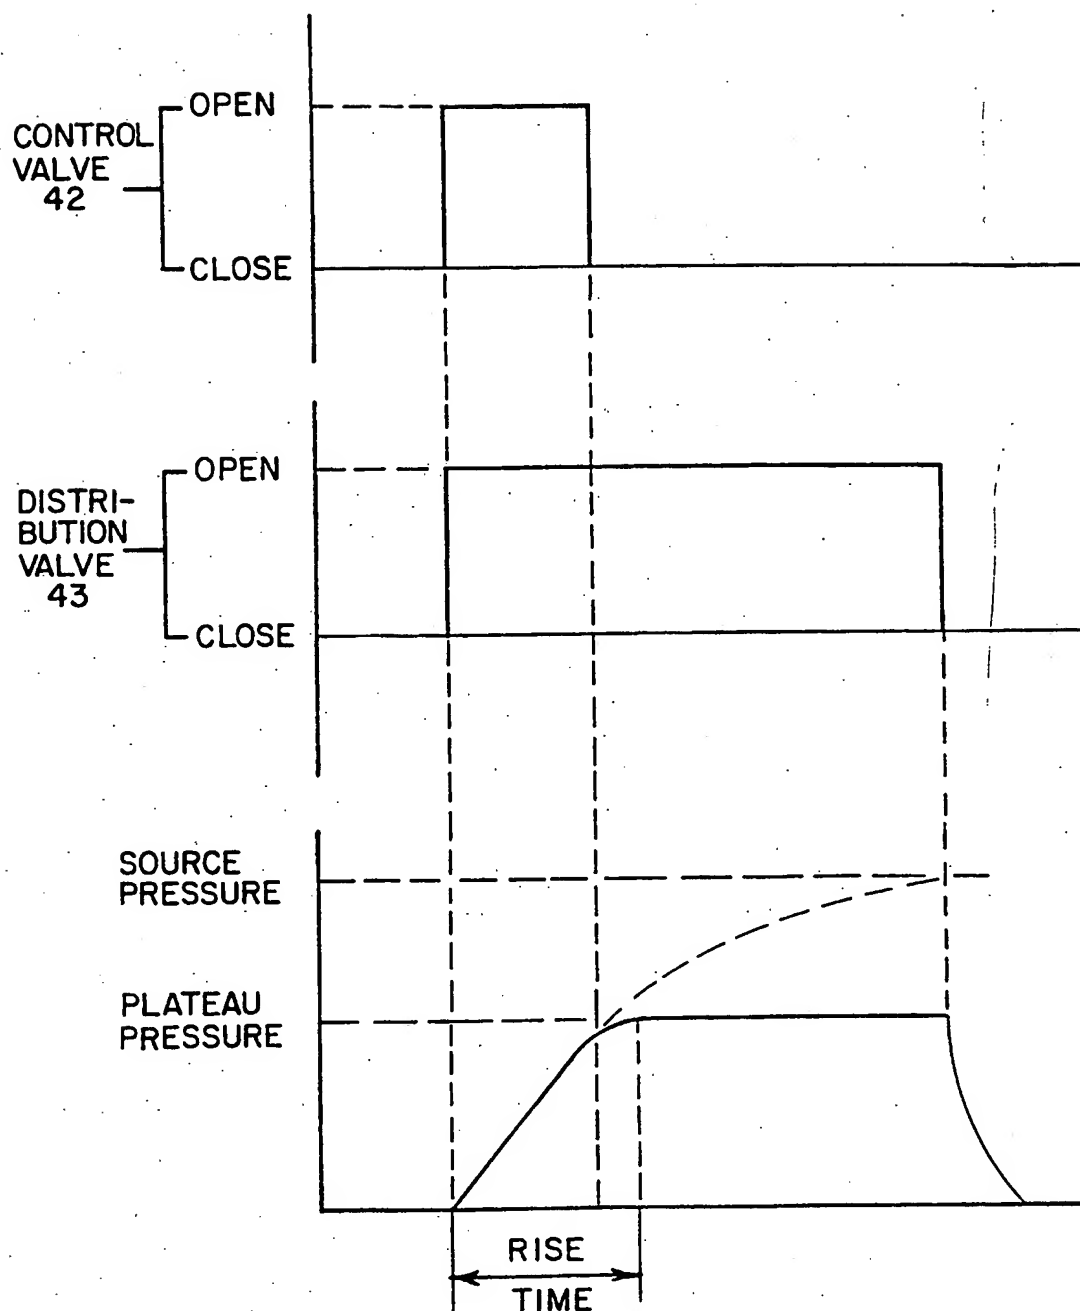 OPEN
CONTROL
VALVE
42
CLOSE
OPEN
DISTRI-
BUTION
VALVE
43
CLOSE
SOURCE
PRESSURE
PLATEAU
PRESSURE
RISE
TIME